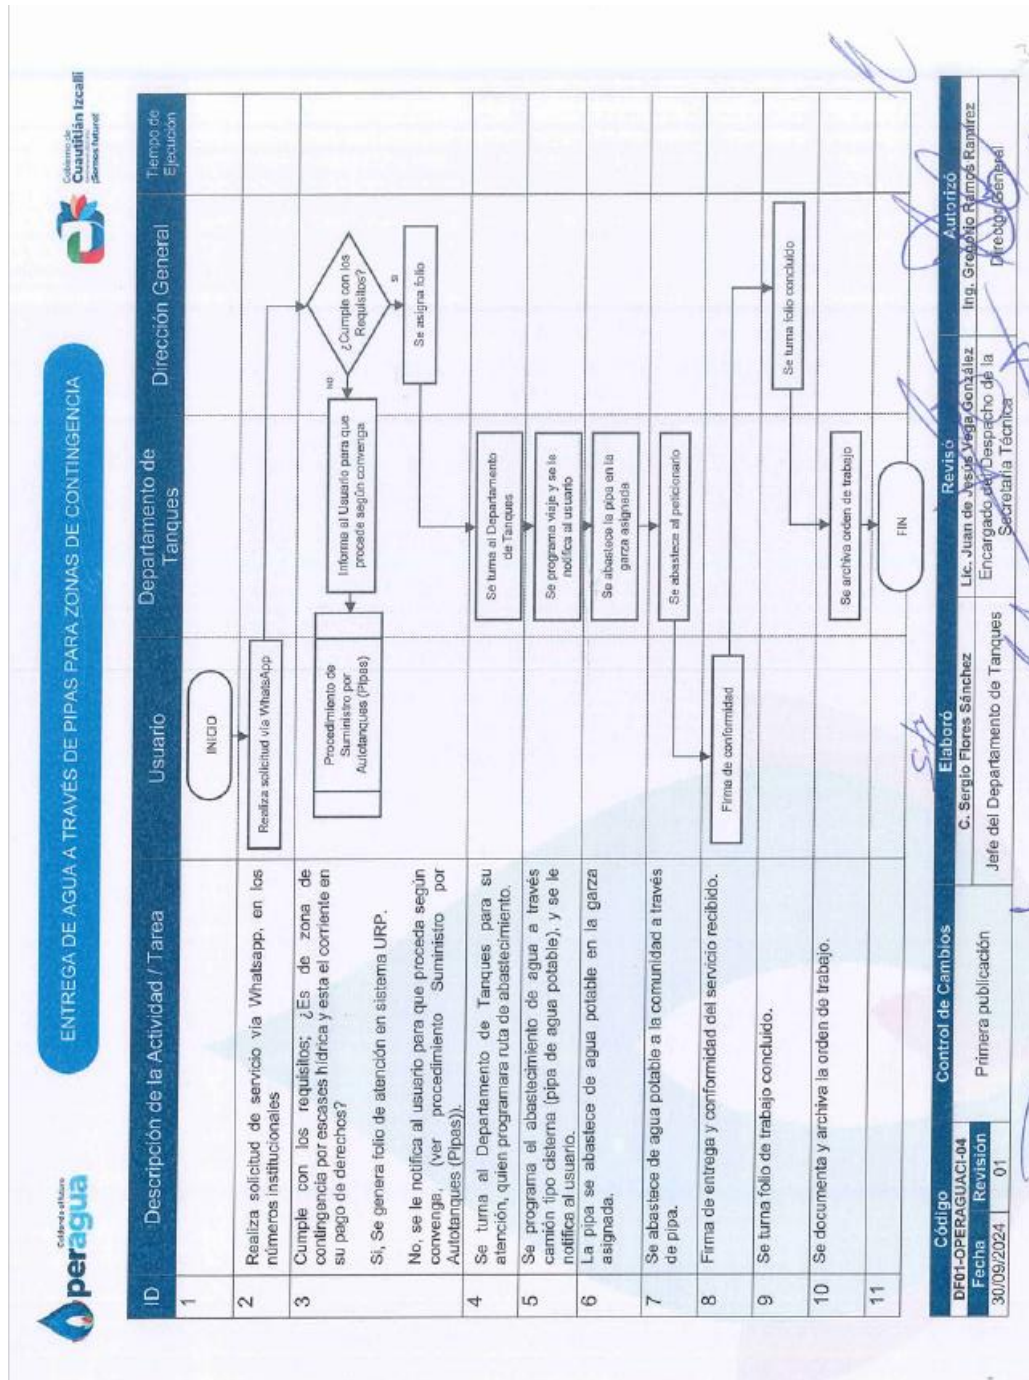 Cuidando el futuro
peragua
ENTREGA DE AGUA A TRAVÉS DE PIPAS PARA ZONAS DE CONTINGENCIA
Gobierno de
Cuautitlán Izcalli
¡Somos futuro!
ID
Descripción de la Actividad / Tarea
Usuario
Departamento de
Tanques
Dirección General
Tiempo de
Ejecución
1
INICIO
2
Realiza solicitud de servicio vía Whatsapp, en los
números institucionales
Realiza solicitud vía WhatsApp
3
Cumple con los requisitos; ¿Es de zona de
contingencia por escases hídrica y esta el corriente en
su pago de derechos?
Si, Se genera folio de atención en sistema URP.
No, se le notifica al usuario para que proceda según
convenga, (ver procedimiento Suministro por
Autotanques (Pipas)).
Procedimiento de
Suministro por
Autotanques (Pipas)
Informa al Usuario para que
procede según convenga
NO
¿Cumple con los
Requisitos?
SI
Se asigna folio
4
Se turna al Departamento de Tanques para su
atención, quien programara ruta de abastecimiento.
Se turna al Departamento
de Tanques
5
Se programa el abastecimiento de agua a través
camión tipo cisterna (pipa de agua potable), y se le
notifica al usuario.
Se programa viaje y se le
notifica al usuario
6
La pipa se abastece de agua potable en la garza
asignada.
Se abastece la pipa en la
garza asignada
7
Se abastece de agua potable a la comunidad a través
de pipa.
Se abastece al peticionario
8
Firma de entrega y conformidad del servicio recibido.
Firma de conformidad
9
Se turna folio de trabajo concluido.
Se turna folio concluido
10
Se documenta y archiva la orden de trabajo.
Se archiva orden de trabajo
11
FIN
Código
Control de Cambios
Elaboró
Revisó
Autorizó
DF01-OPERAGUACI-04
Primera publicación
C. Sergio Flores Sánchez
Lic. Juan de Jesús Vega González
Ing. Gregorio Ramos Ramírez
Fecha
Revisión
Jefe del Departamento de Tanques
Encargado del Despacho de la
Secretaría Técnica
Director General
30/09/2024
01